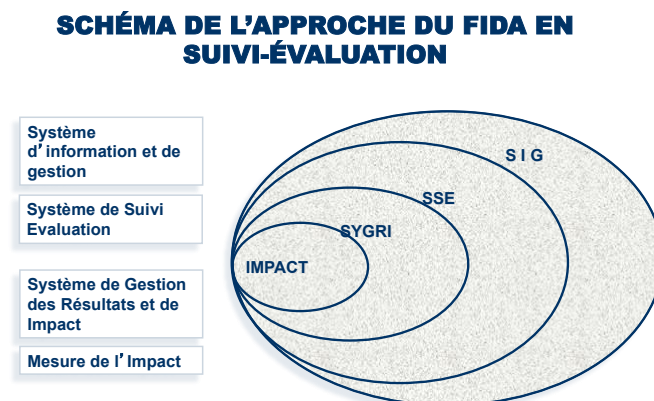 SCHÉMA DE L’APPROCHE DU FIDA EN
SUIVI-ÉVALUATION
Système
d’information et de
gestion
Système de Suivi
Evaluation
Système de Gestion
des Résultats et de
Impact
Mesure de l’Impact
S I G
SSE
SYGRI
IMPACT